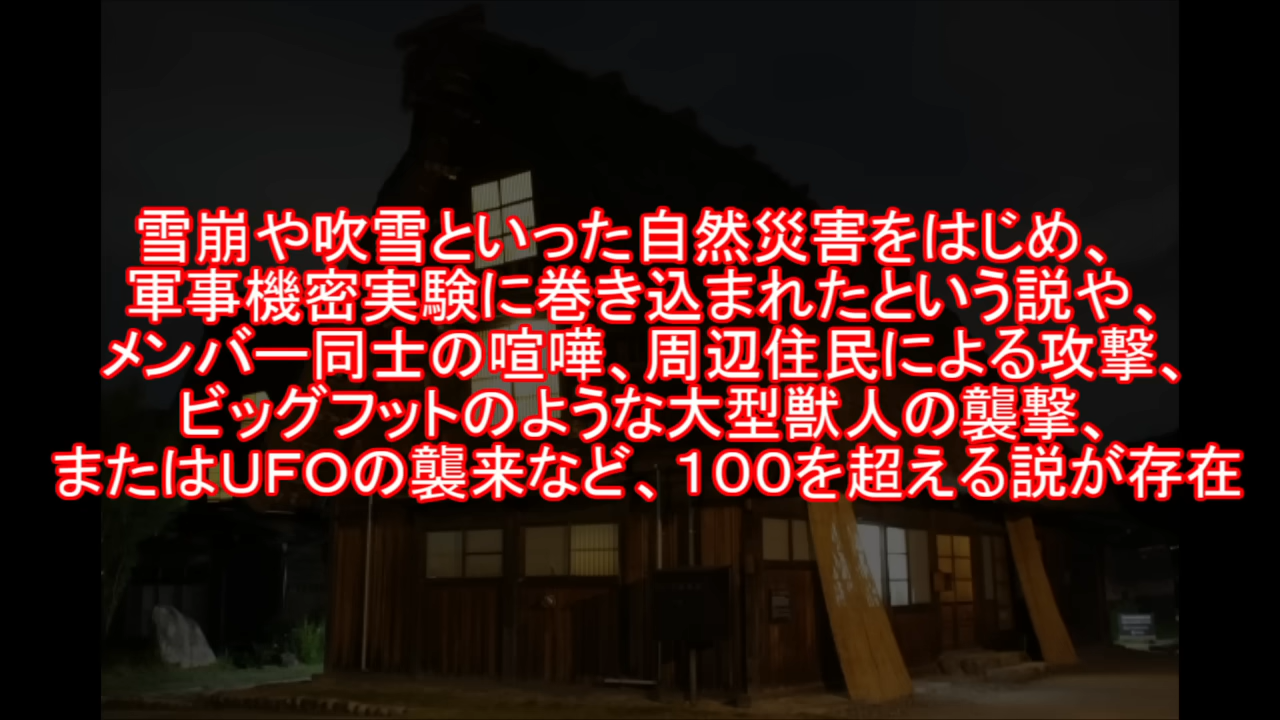 雪崩や吹雪といった自然災害をはじめ、
軍事機密実験に巻き込まれたという説や、
メンバー同士の喧嘩、周辺住民による攻撃、
ビッグフットのような大型獣人の襲撃、
またはＵＦＯの襲来など、１００を超える説が存在